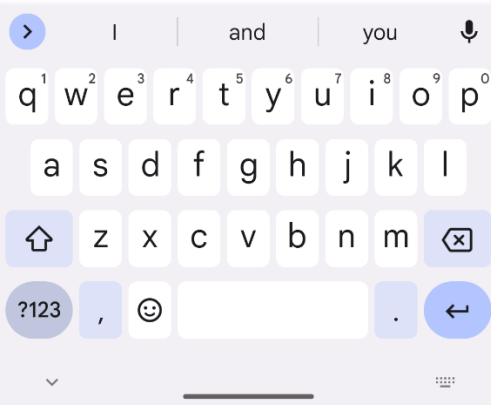 I and you
q1 w2 e3 r4 t5 y6 u7 i8 o9 p0
a s d f g h j k l
z x c v b n m
?123 , .